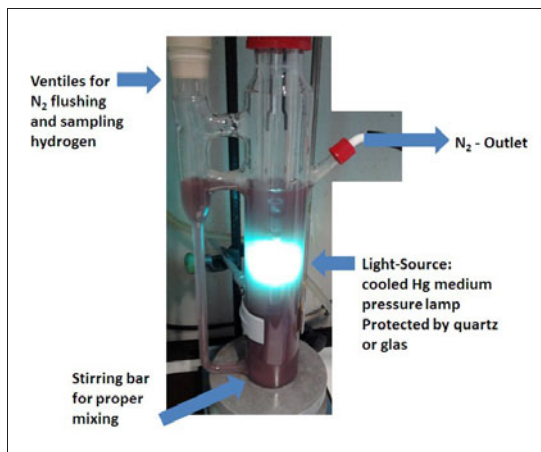 Ventiles for
N₂ flushing
and sampling
hydrogen
N₂ - Outlet
Light-Source:
cooled Hg medium
pressure lamp
Protected by quartz
or glas
Stirring bar
for proper
mixing